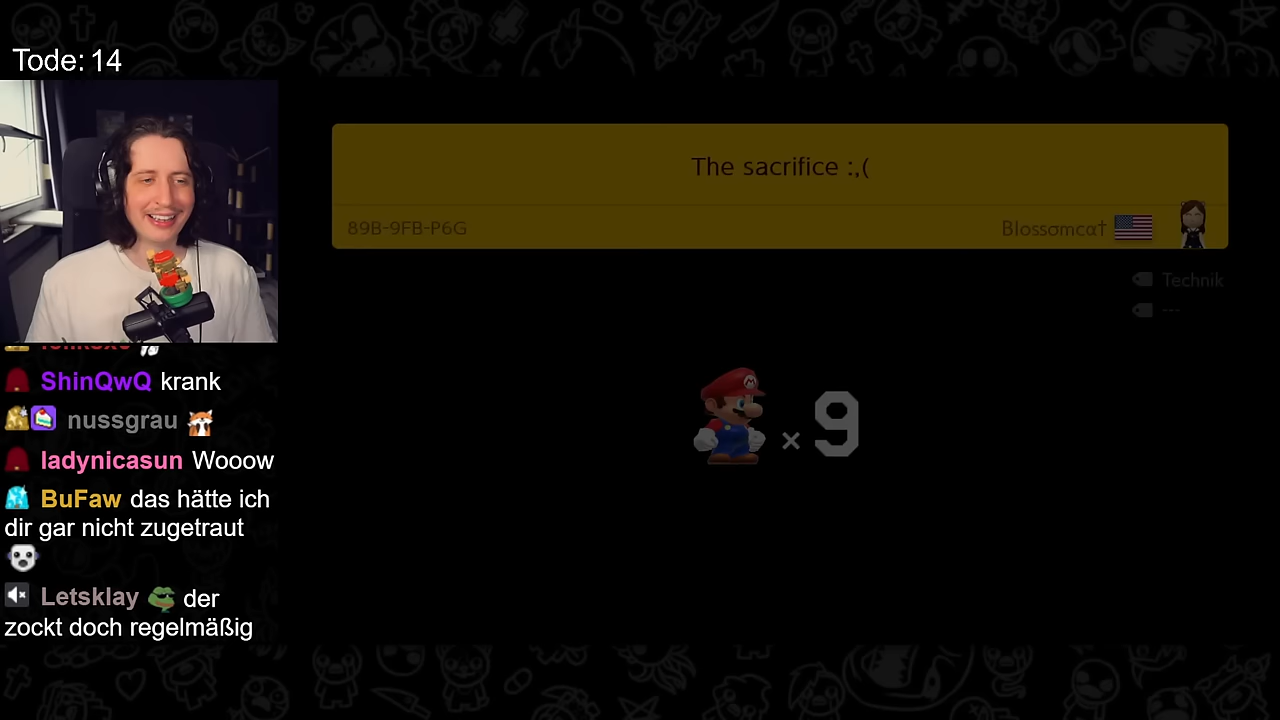 Tode: 14
The sacrifice :,(
89B-9FB-P6G
Blossσmcα†
Technik
---
× 9
ShinQwQ krank
nussgrau
ladynicasun Wooow
BuFaw das hätte ich
dir gar nicht zugetraut
Letsklay der
zockt doch regelmäßig